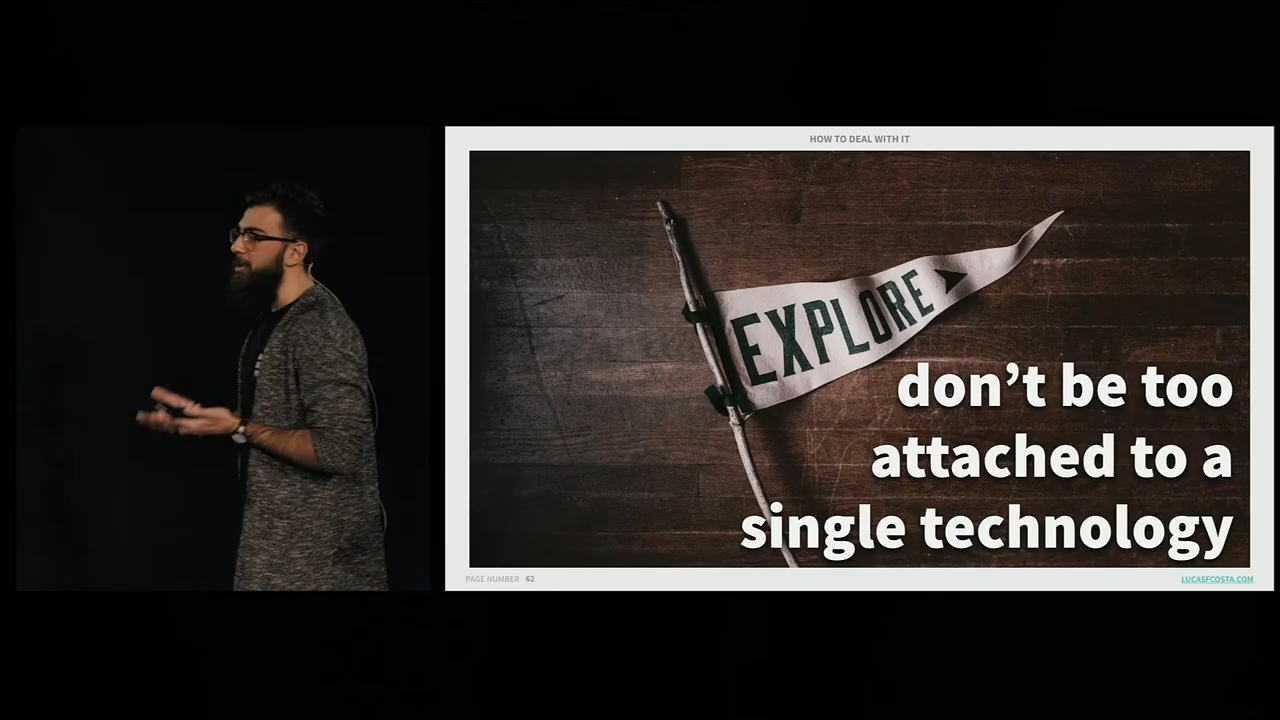 HOW TO DEAL WITH IT
EXPLORE
don’t be too
attached to a
single technology
PAGE NUMBER 62
LUCASFCOSTA.COM